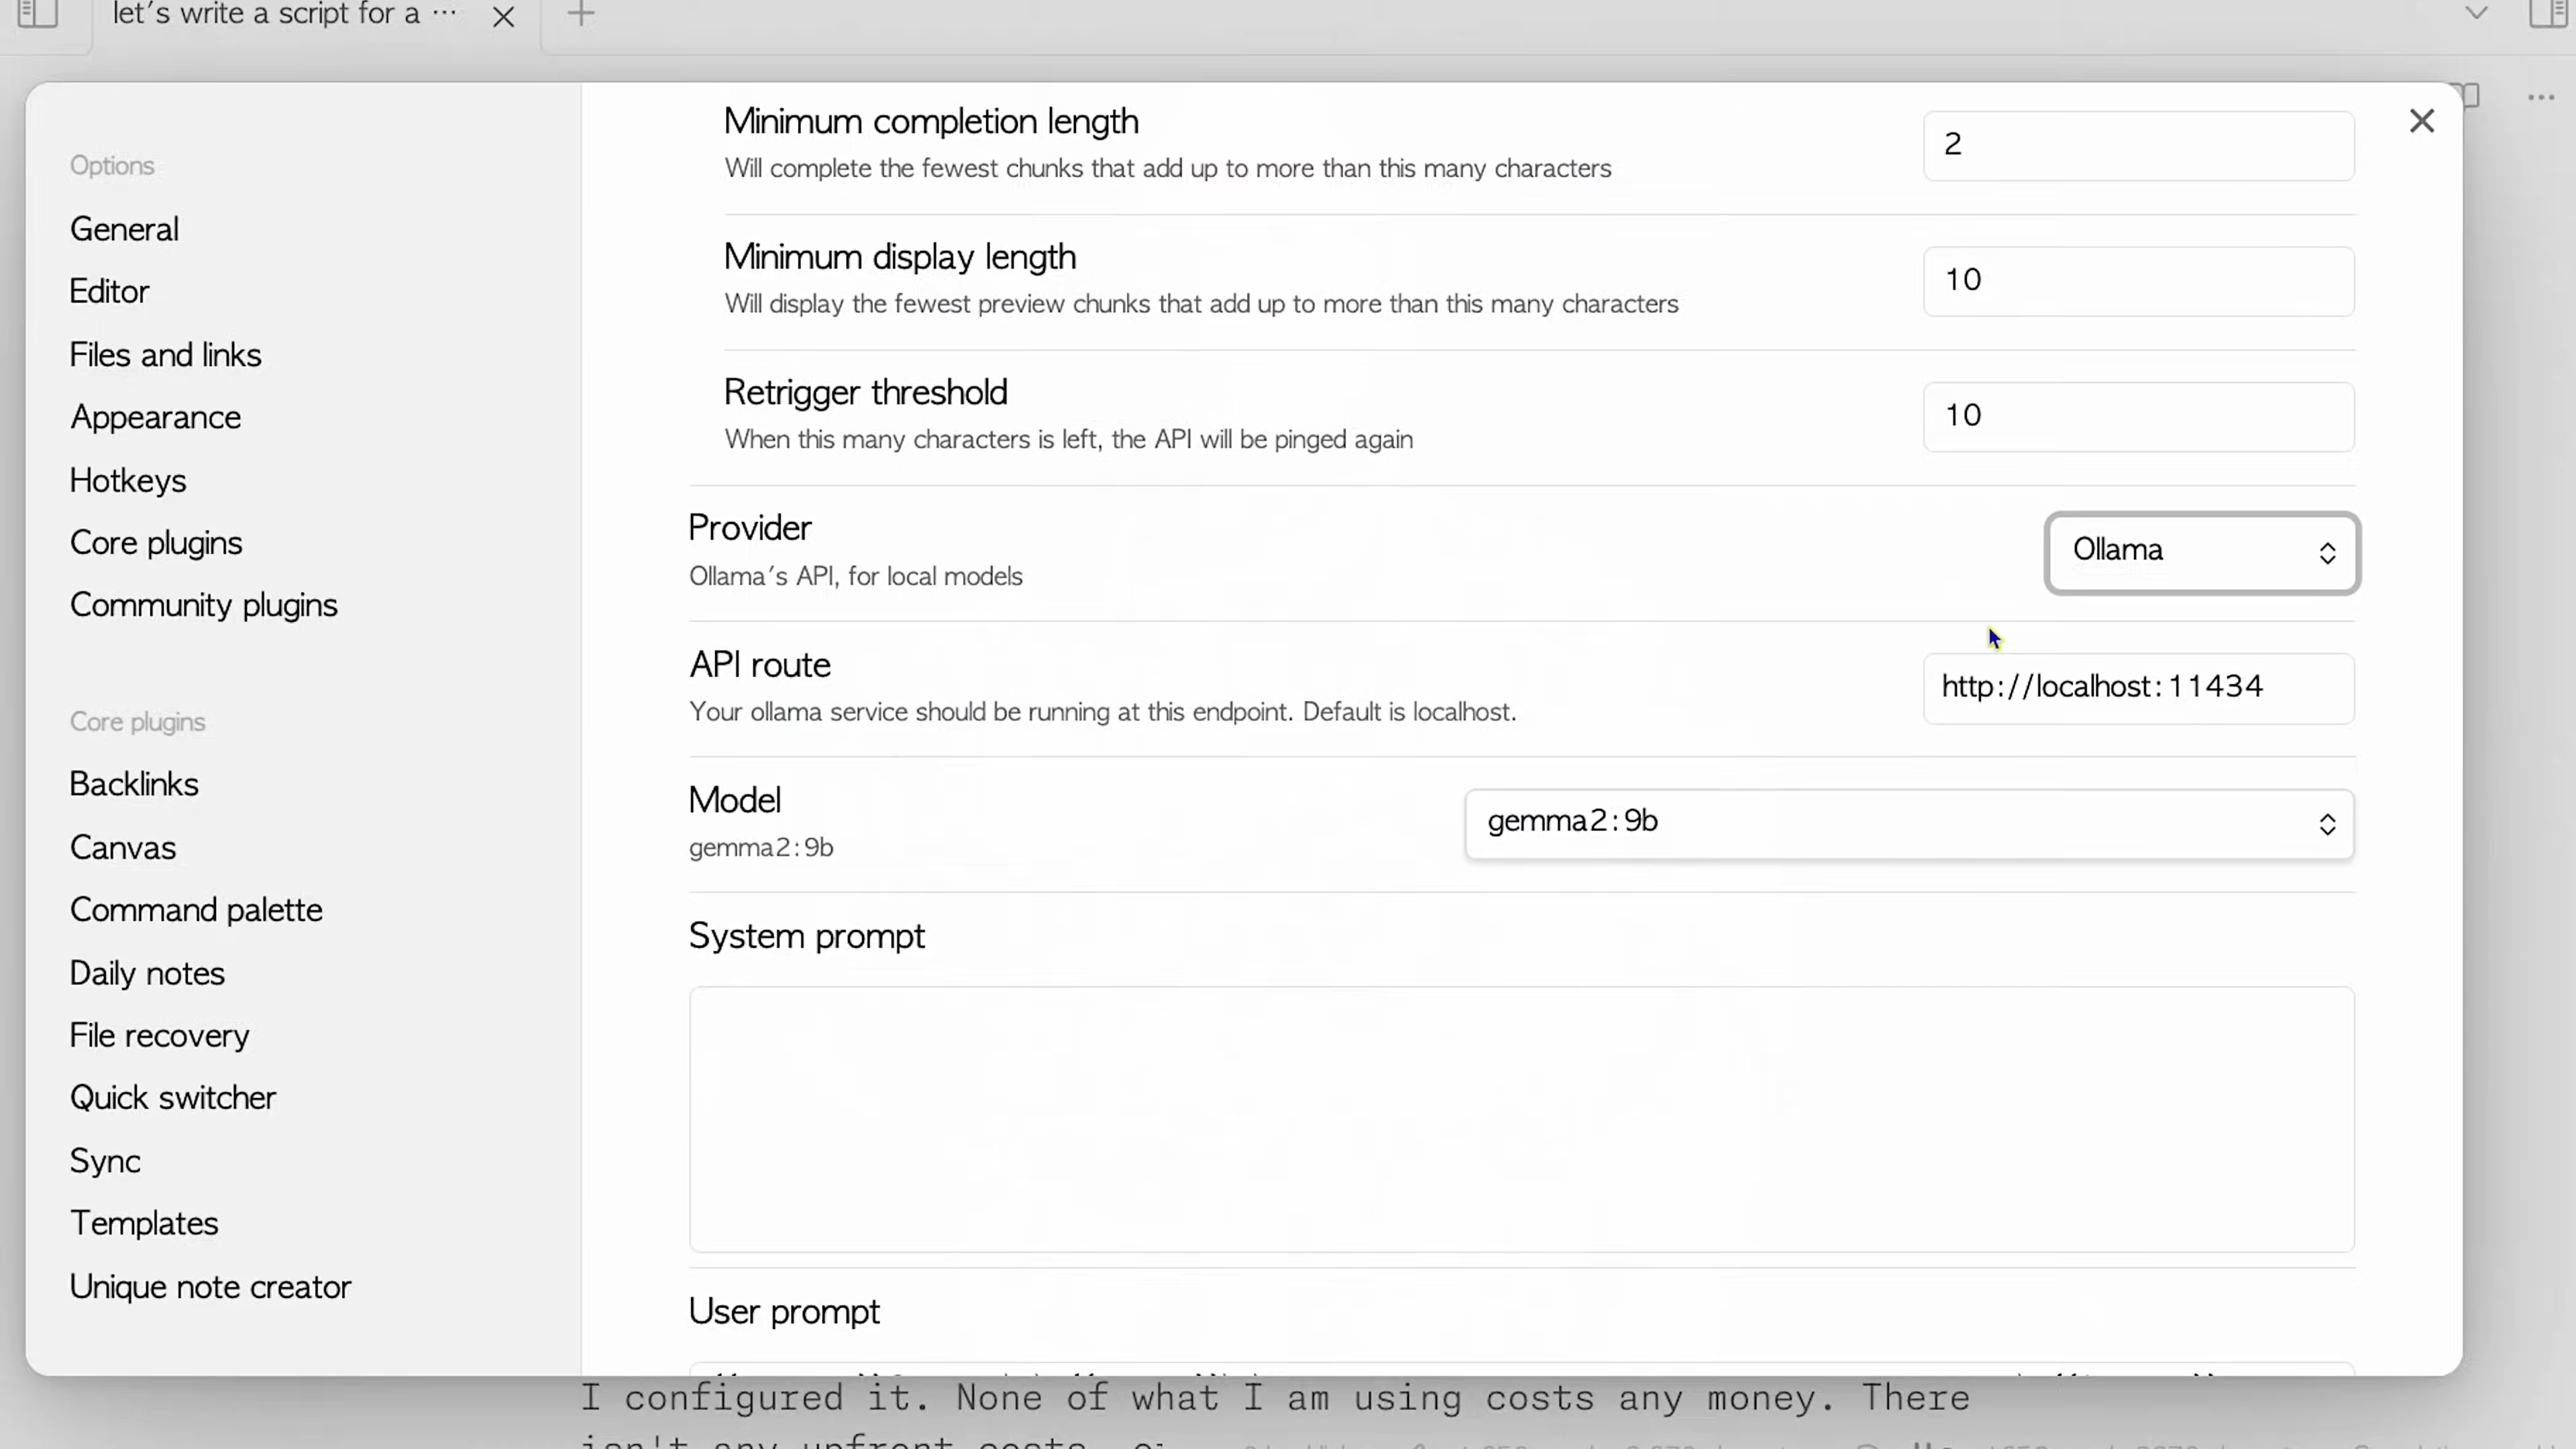 let's write a script for a ···
Options
General
Editor
Files and links
Appearance
Hotkeys
Core plugins
Community plugins
Core plugins
Backlinks
Canvas
Command palette
Daily notes
File recovery
Quick switcher
Sync
Templates
Unique note creator
Minimum completion length
2
Will complete the fewest chunks that add up to more than this many characters
Minimum display length
10
Will display the fewest preview chunks that add up to more than this many characters
Retrigger threshold
10
When this many characters is left, the API will be pinged again
Provider
Ollama
Ollama's API, for local models
API route
http://localhost:11434
Your ollama service should be running at this endpoint. Default is localhost.
Model
gemma2:9b
gemma2:9b
System prompt
User prompt
I configured it. None of what I am using costs any money. There
isn't any upfront costs